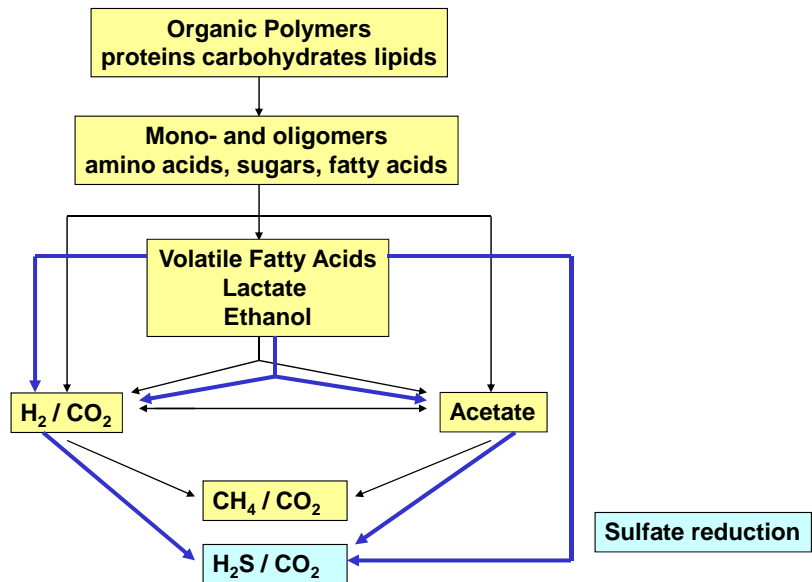 Organic Polymers
proteins carbohydrates lipids
Mono- and oligomers
amino acids, sugars, fatty acids
Volatile Fatty Acids
Lactate
Ethanol
H₂ / CO₂
Acetate
CH₄ / CO₂
Sulfate reduction
H₂S / CO₂